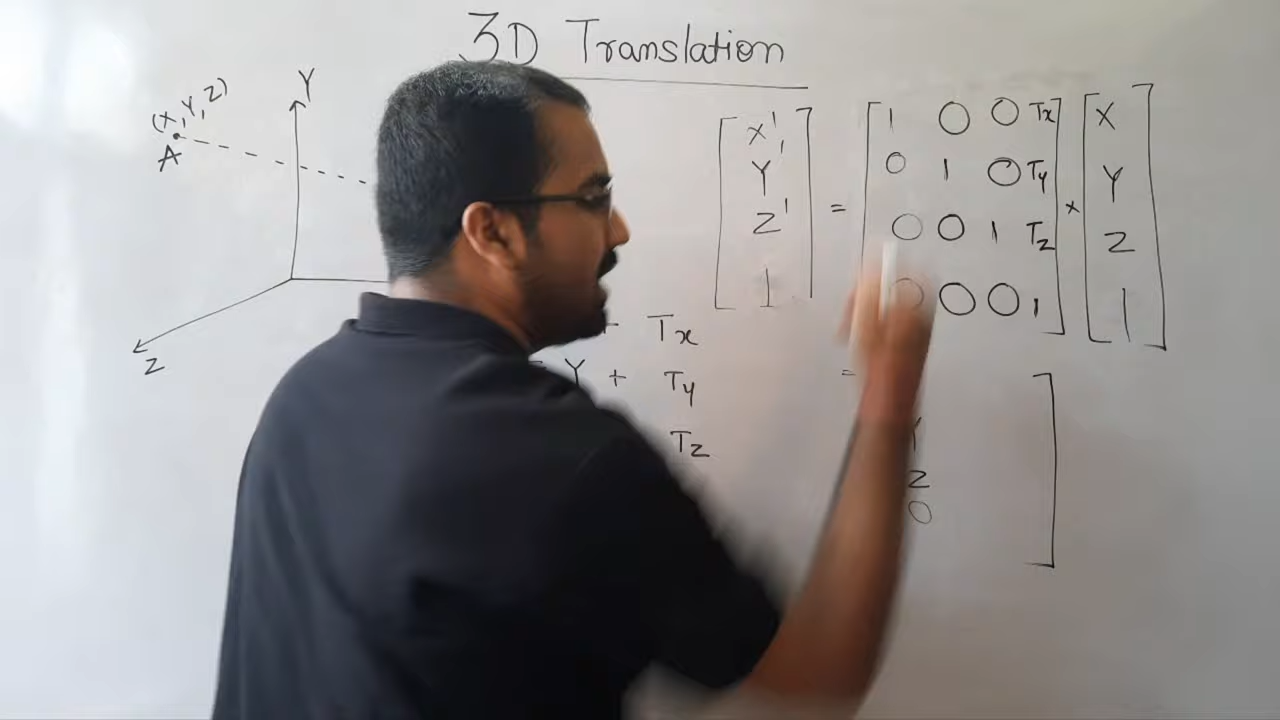 3D Translation
Y
(X, Y, Z)
A
Z
[X'] = [1 0 0 Tx] × [X]
[Y'] [0 1 0 Ty] [Y]
[Z'] [0 0 1 Tz] [Z]
[1] [0 0 0 1] [1]
Tx
= Y + Ty
Tz
=
Y
Z
0